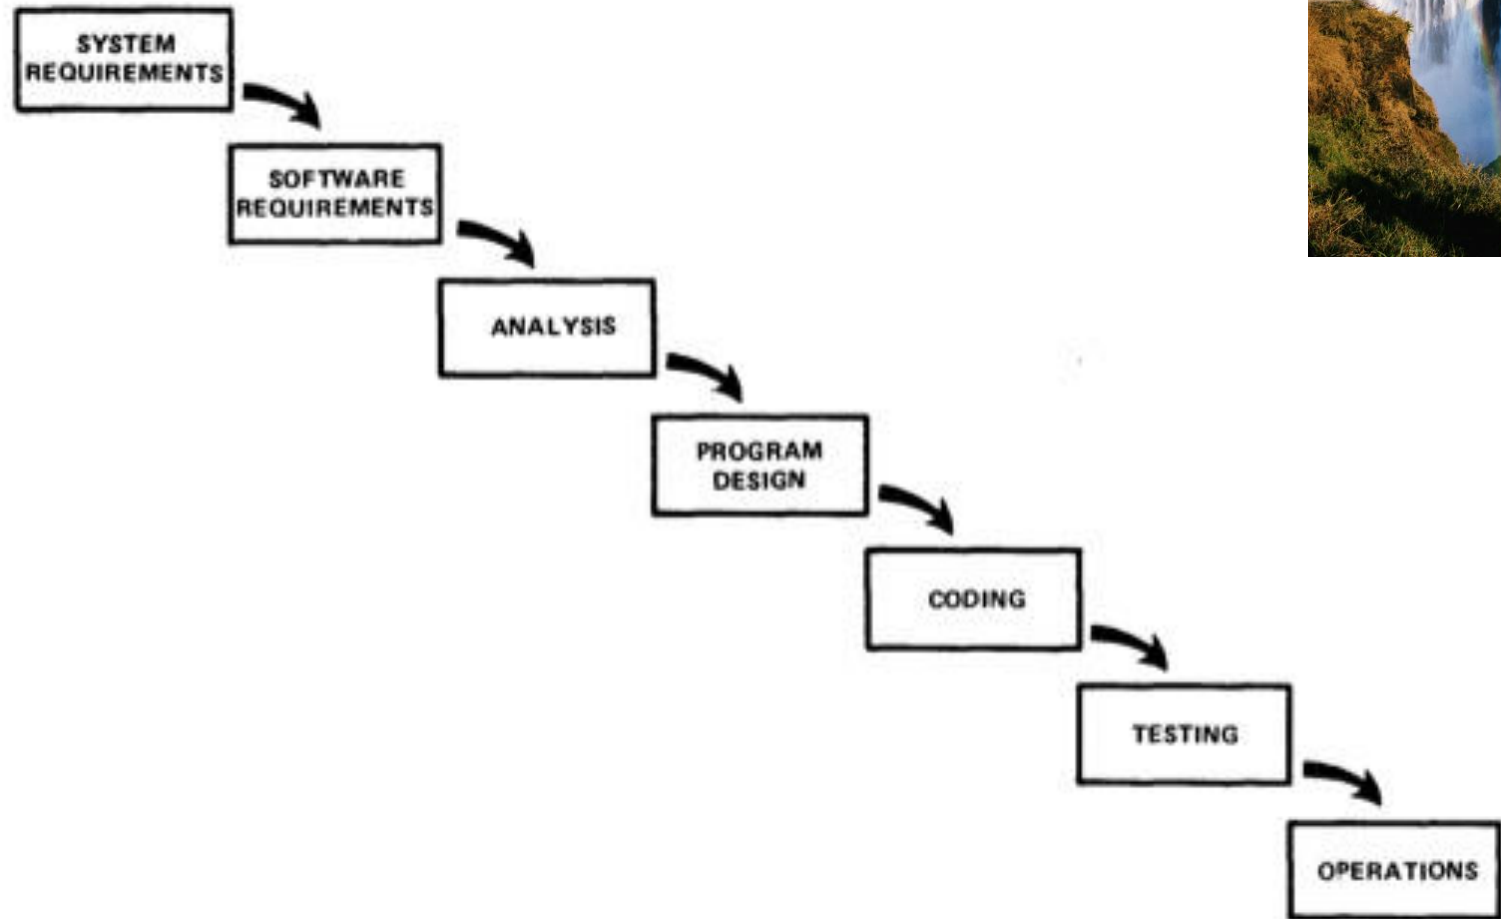 SYSTEM
REQUIREMENTS
SOFTWARE
REQUIREMENTS
ANALYSIS
PROGRAM
DESIGN
CODING
TESTING
OPERATIONS